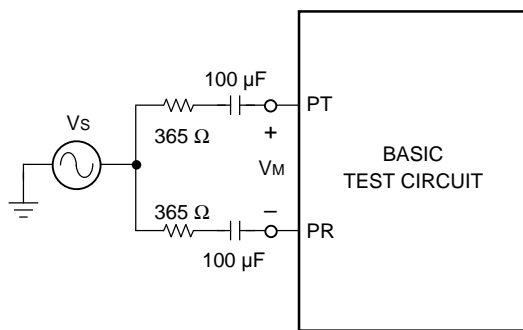 100 µF
PT
VS
365 Ω
+
VM
BASIC
TEST CIRCUIT
365 Ω
−
PR
100 µF